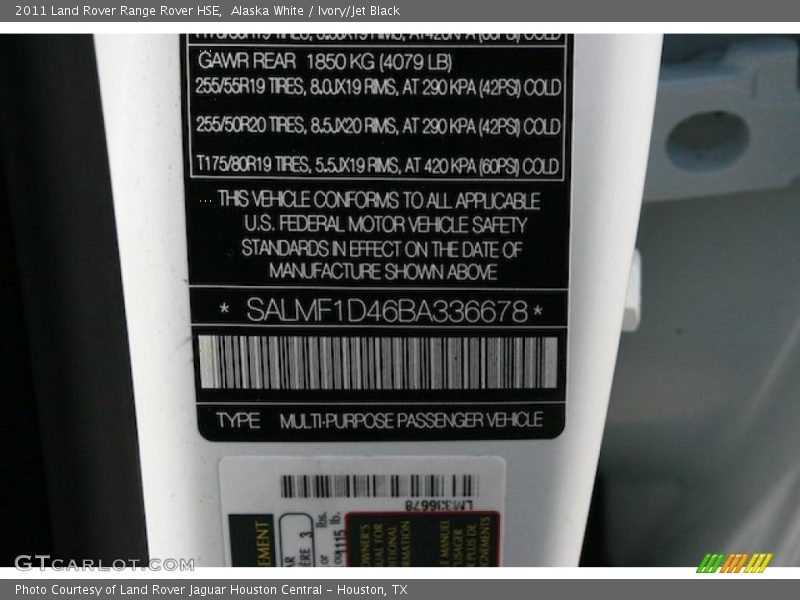 2011 Land Rover Range Rover HSE, Alaska White / Ivory/Jet Black
GAWR REAR 1850 KG (4079 LB)
255/55R19 TIRES, 8.0JX19 RIMS, AT 290 KPA (42PSI) COLD
255/50R20 TIRES, 8.5JX20 RIMS, AT 290 KPA (42PSI) COLD
T175/80R19 TIRES, 5.5JX19 RIMS, AT 420 KPA (60PSI) COLD
THIS VEHICLE CONFORMS TO ALL APPLICABLE
U.S. FEDERAL MOTOR VEHICLE SAFETY
STANDARDS IN EFFECT ON THE DATE OF
MANUFACTURE SHOWN ABOVE
* SALMF1D46BA336678 *
TYPE MULTI-PURPOSE PASSENGER VEHICLE
LM336678
GTCARLOT.COM
Photo Courtesy of Land Rover Jaguar Houston Central - Houston, TX